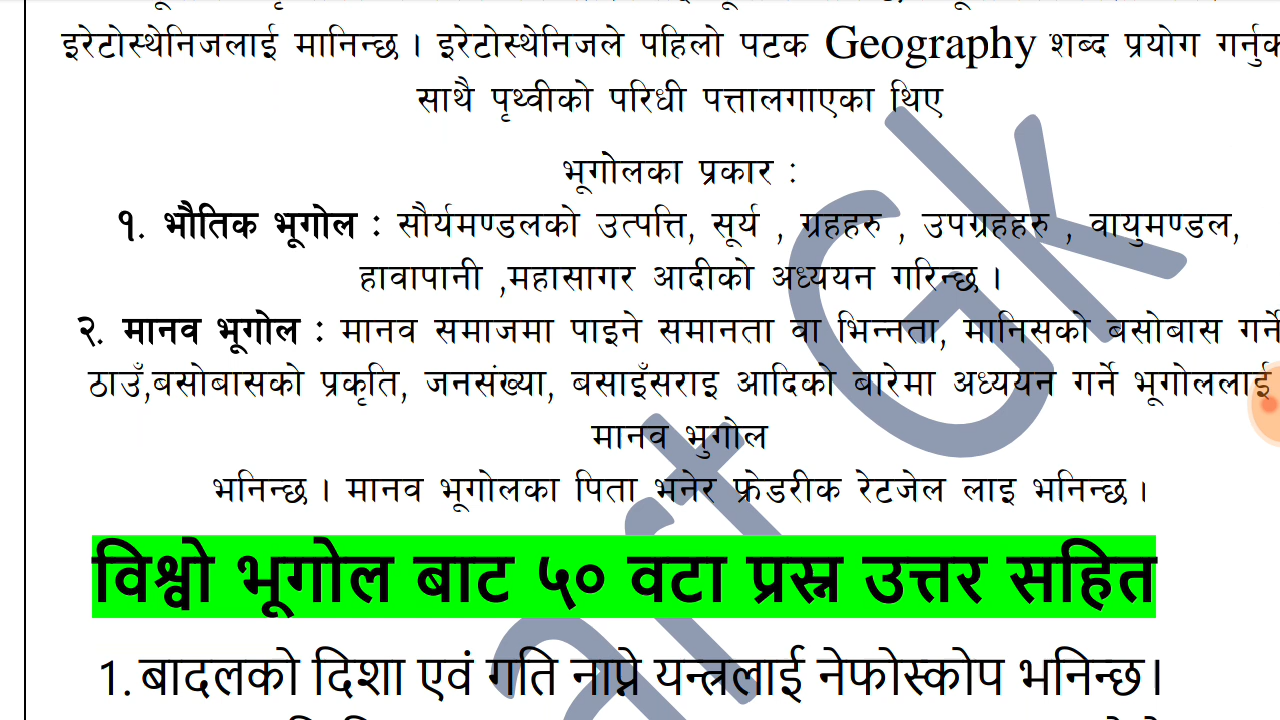 इरेटोस्थेनिजलाई मानिन्छ । इरेटोस्थेनिजले पहिलो पटक Geography शब्द प्रयोग
साथै पृथ्वीको परिधी पत्तालगाएका थिए
भूगोलका प्रकार :
१. भौतिक भूगोल : सौर्यमण्डलको उत्पत्ति, सूर्य , ग्रहहरु , उपग्रहहरु , वायुमण्डल,
हावापानी ,महासागर आदीको अध्ययन गरिन्छ ।
२. मानव भूगोल : मानव समाजमा पाइने समानता वा भिन्नता, मानिसको बसोबास गर्ने
ठाउँ,बसोबासको प्रकृति, जनसंख्या, बसाइँसराइ आदिको बारेमा अध्ययन गर्ने भूगोललाई
मानव भुगोल
भनिन्छ । मानव भूगोलका पिता भनेर फ्रेडरीक रेटजेल लाइ भनिन्छ ।
विश्वो भूगोल बाट ५० वटा प्रस्न उत्तर सहित
1. बादलको दिशा एवं गति नाप्ने यन्त्रलाई नेफोस्कोप भनिन्छ।
Gk